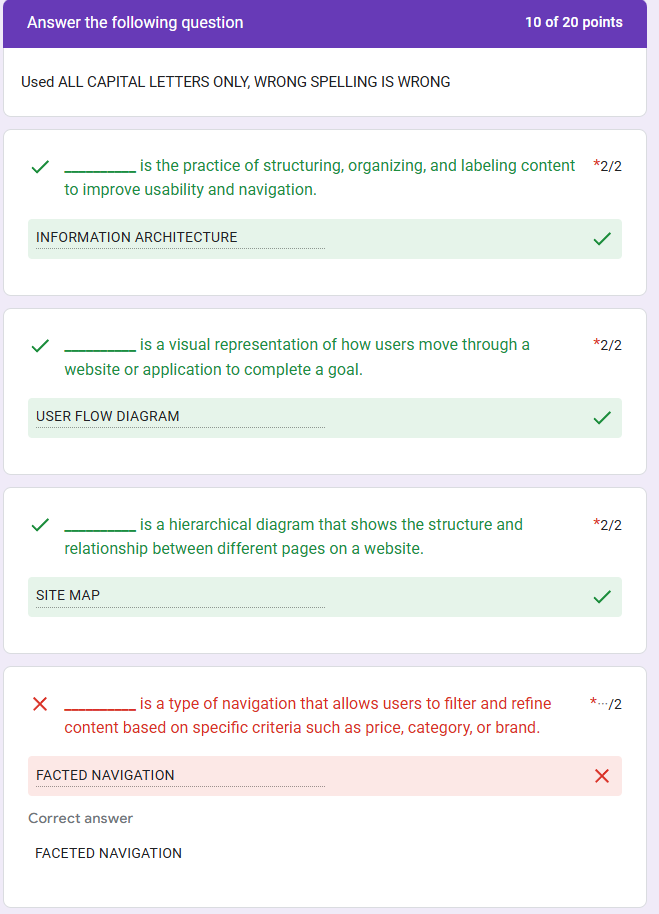 Answer the following question 10 of 20 points
Used ALL CAPITAL LETTERS ONLY, WRONG SPELLING IS WRONG
_________ is the practice of structuring, organizing, and labeling content *2/2
to improve usability and navigation.
INFORMATION ARCHITECTURE
_________ is a visual representation of how users move through a *2/2
website or application to complete a goal.
USER FLOW DIAGRAM
_________ is a hierarchical diagram that shows the structure and *2/2
relationship between different pages on a website.
SITE MAP
_________ is a type of navigation that allows users to filter and refine *···/2
content based on specific criteria such as price, category, or brand.
FACTED NAVIGATION
Correct answer
FACETED NAVIGATION